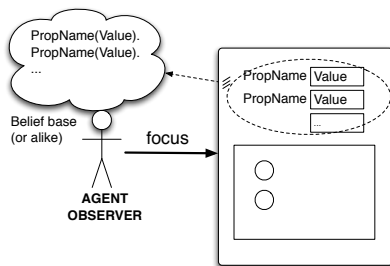 PropName(Value).
PropName(Value).
...
Belief base
(or alike)
AGENT
OBSERVER
focus
PropName Value
PropName Value
...